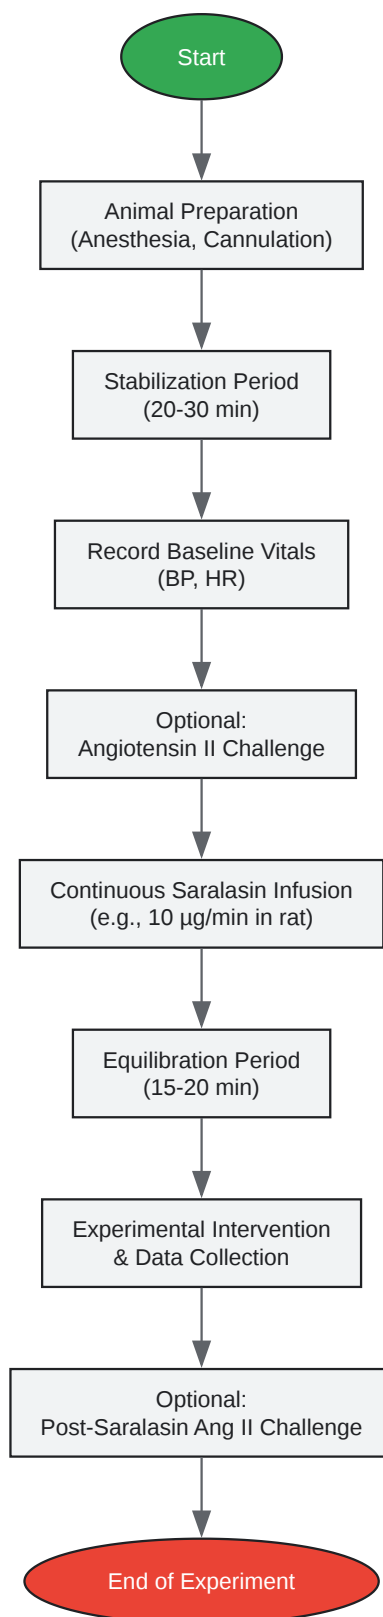 Start
Animal Preparation
(Anesthesia, Cannulation)
Stabilization Period
(20-30 min)
Record Baseline Vitals
(BP, HR)
Optional:
Angiotensin II Challenge
Continuous Saralasin Infusion
(e.g., 10 µg/min in rat)
Equilibration Period
(15-20 min)
Experimental Intervention
& Data Collection
Optional:
Post-Saralasin Ang II Challenge
End of Experiment